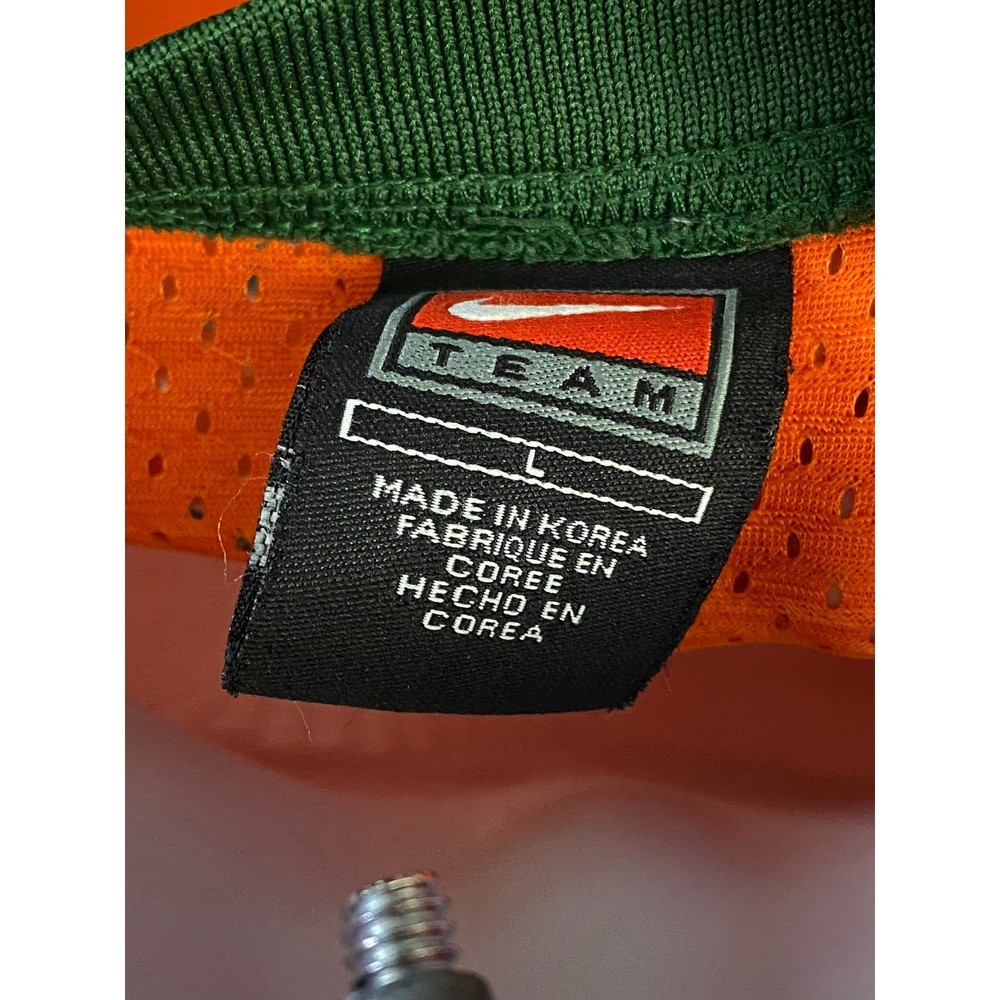 TEAM
L
MADE IN KOREA
FABRIQUE EN
COREE
HECHO EN
COREA